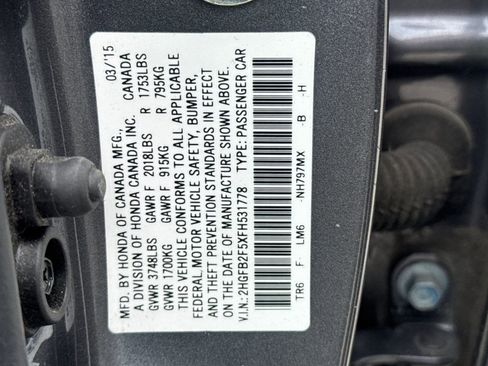 MFD. BY HONDA OF CANADA MFG., 03/'15
A DIVISION OF HONDA CANADA INC. CANADA
GVWR 3748LBS GAWR F 2018LBS R 1753LBS
GVWR 1700KG GAWR F 915KG R 795KG
THIS VEHICLE CONFORMS TO ALL APPLICABLE
FEDERAL MOTOR VEHICLE SAFETY, BUMPER,
AND THEFT PREVENTION STANDARDS IN EFFECT
ON THE DATE OF MANUFACTURE SHOWN ABOVE.
V.I.N.: 2HGFB2F5XFH531778 TYPE: PASSENGER CAR
TR6 F LM6 -NH797MX -B -H